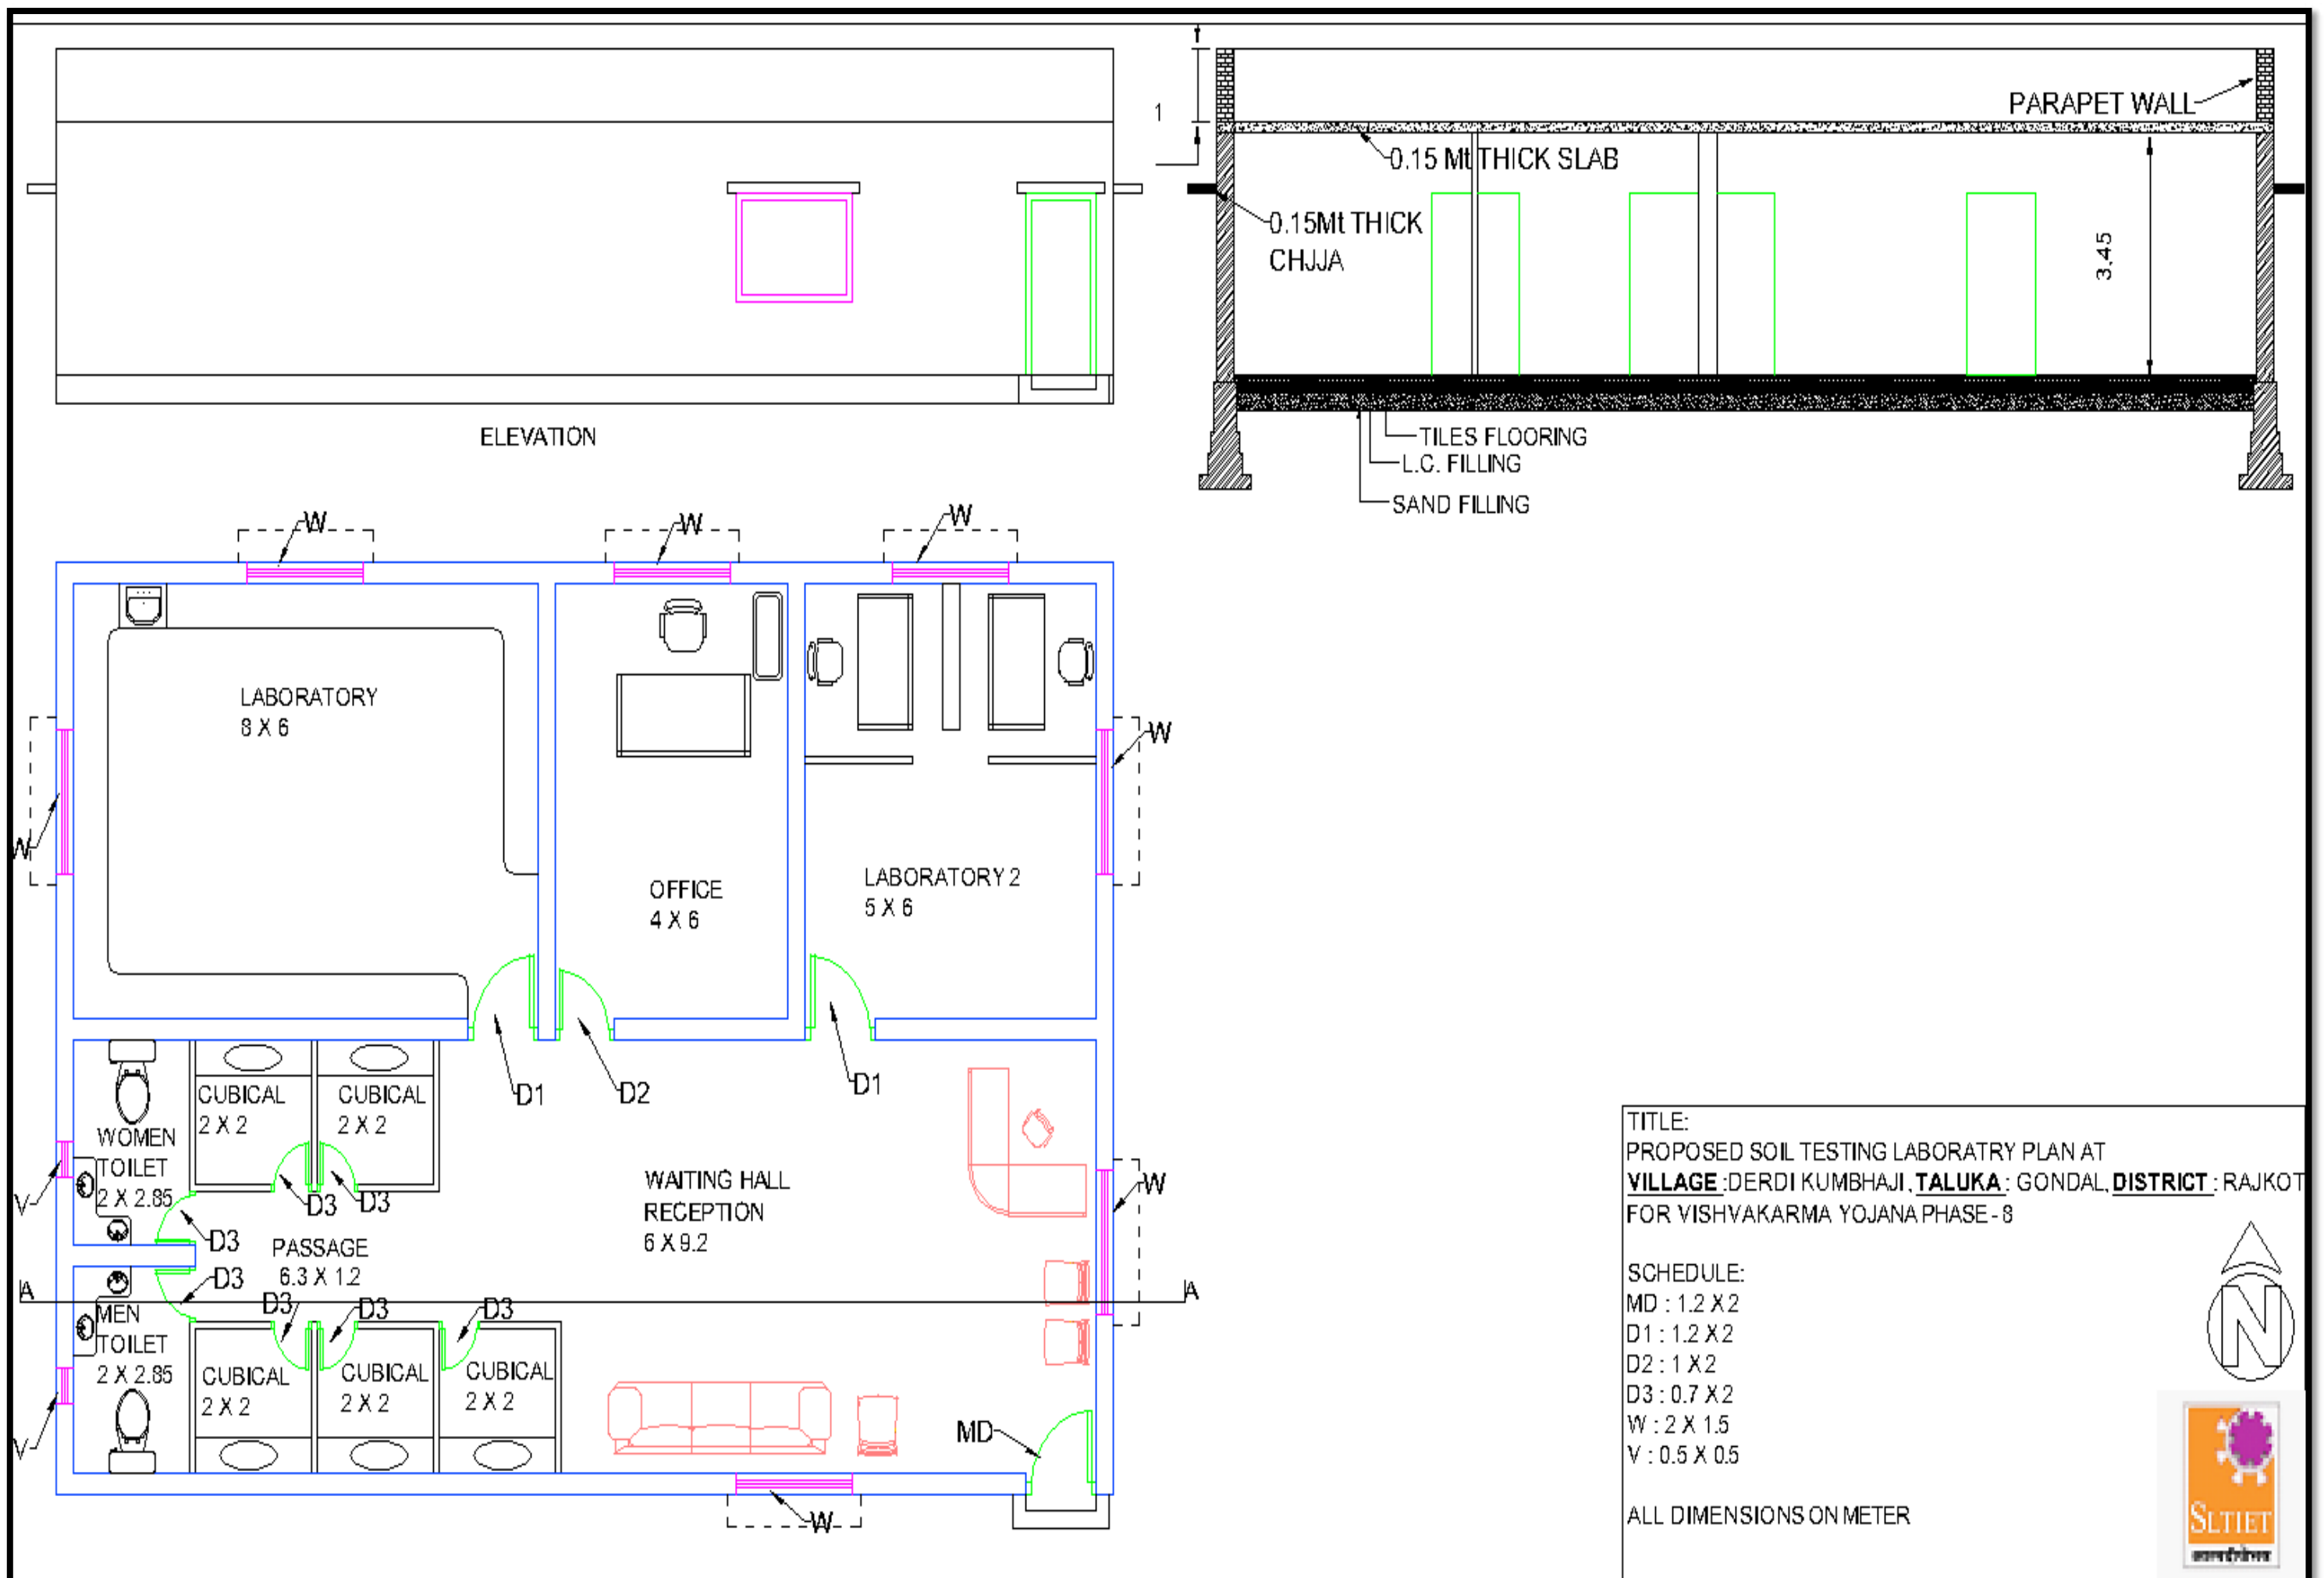 1
PARAPET WALL
0.15 Mt THICK SLAB
0.15Mt THICK
CHJJA
3.45
ELEVATION
TILES FLOORING
L.C. FILLING
SAND FILLING
W
W
W
LABORATORY
8 X 6
W
W
OFFICE
4 X 6
LABORATORY 2
5 X 6
D1
D2
D1
CUBICAL
2 X 2
CUBICAL
2 X 2
WOMEN
TOILET
2 X 2.85
V
D3
D3
D3
WAITING HALL
RECEPTION
6 X 9.2
W
PASSAGE
6.3 X 1.2
D3
A
A
D3
D3
D3
MEN
TOILET
2 X 2.85
CUBICAL
2 X 2
CUBICAL
2 X 2
CUBICAL
2 X 2
V
MD
W
TITLE:
PROPOSED SOIL TESTING LABORATRY PLAN AT
VILLAGE :DERDI KUMBHAJI, TALUKA : GONDAL, DISTRICT : RAJKOT
FOR VISHVAKARMA YOJANA PHASE - 8
SCHEDULE:
MD : 1.2 X 2
D1 : 1.2 X 2
D2 : 1 X 2
D3 : 0.7 X 2
W : 2 X 1.5
V : 0.5 X 0.5
ALL DIMENSIONS ON METER
N
SLTIET